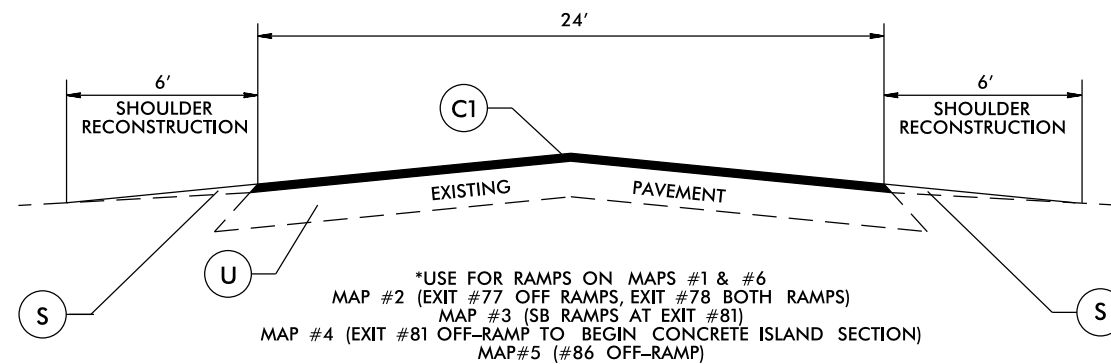 24'
6'
SHOULDER
RECONSTRUCTION
C1
6'
SHOULDER
RECONSTRUCTION
EXISTING PAVEMENT
U
S
S
*USE FOR RAMPS ON MAPS #1 & #6
MAP #2 (EXIT #77 OFF RAMPS, EXIT #78 BOTH RAMPS)
MAP #3 (SB RAMPS AT EXIT #81)
MAP #4 (EXIT #81 OFF-RAMP TO BEGIN CONCRETE ISLAND SECTION)
MAP#5 (#86 OFF-RAMP)